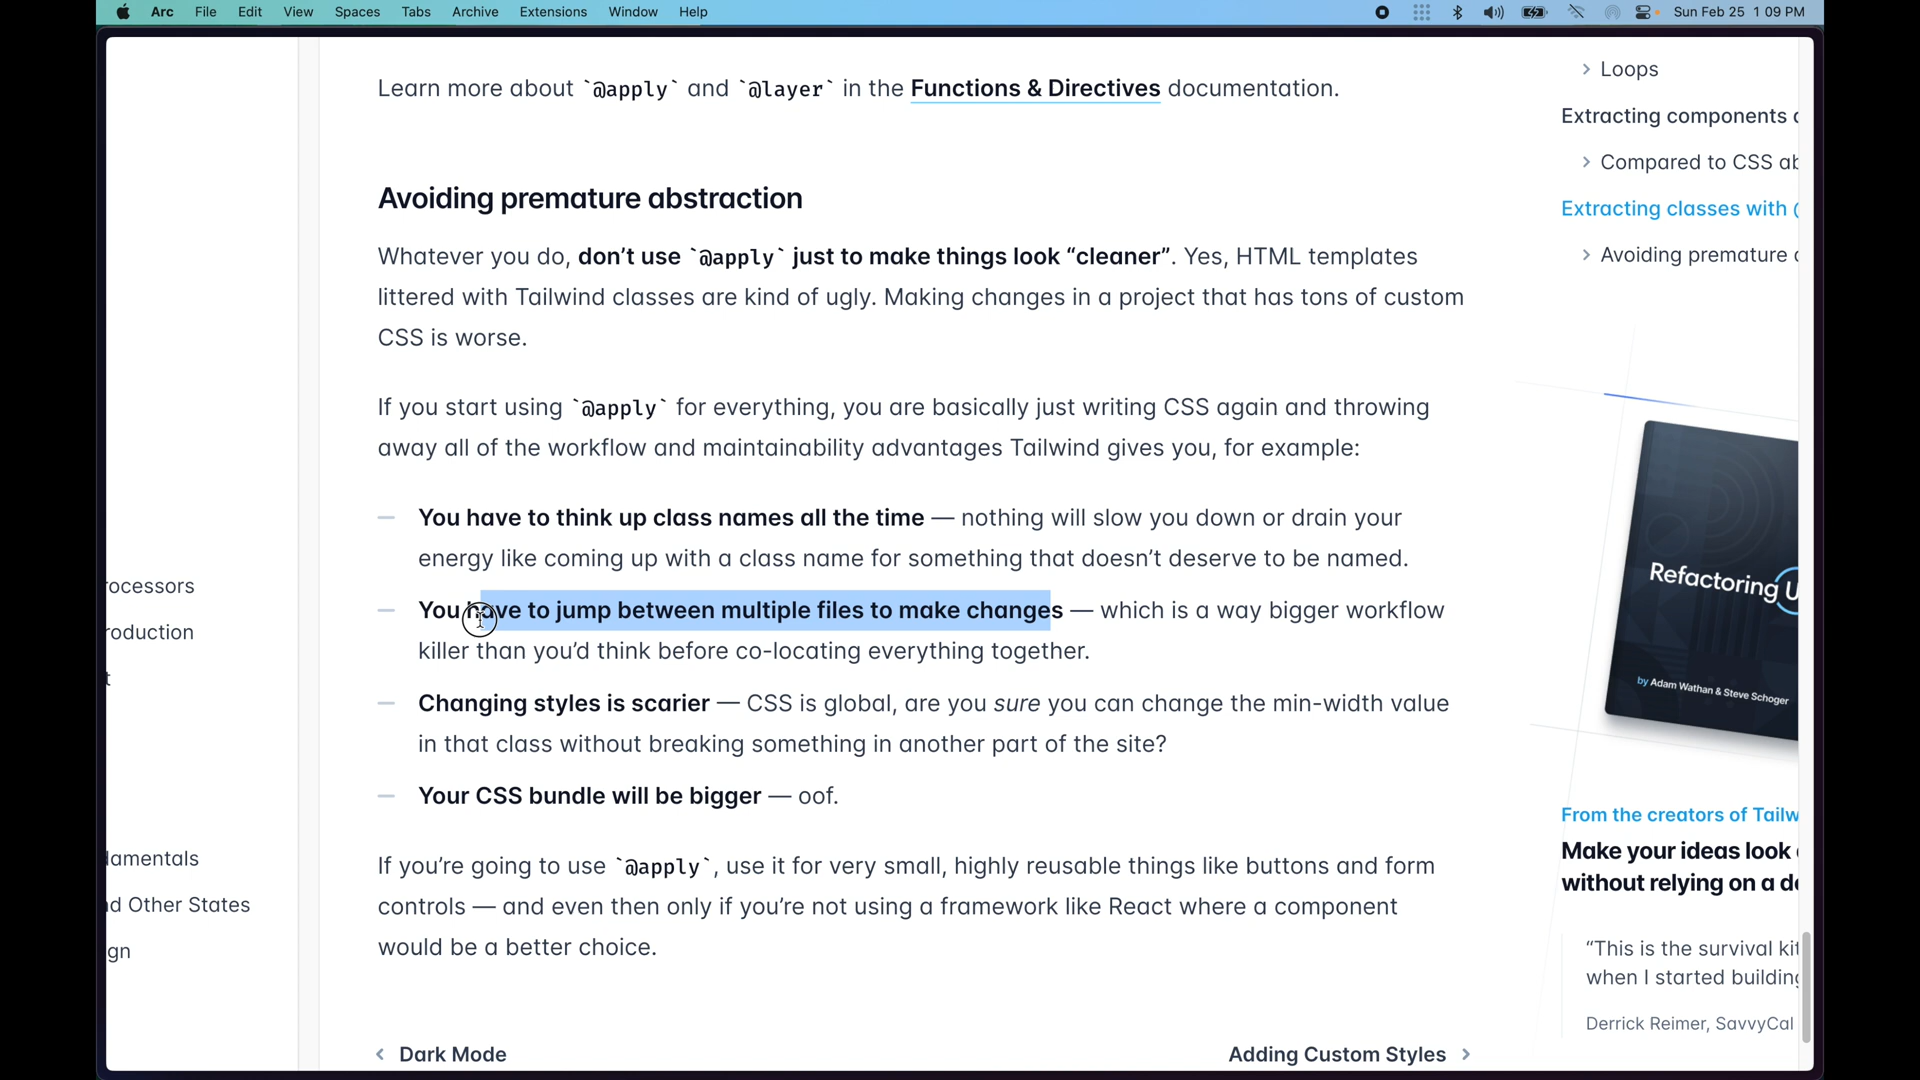 Arc File Edit View Spaces Tabs Archive Extensions Window Help Sun Feb 25 1 09 PM
Learn more about `@apply` and `@layer` in the Functions & Directives documentation.
Avoiding premature abstraction
Whatever you do, don’t use `@apply` just to make things look “cleaner”. Yes, HTML templates
littered with Tailwind classes are kind of ugly. Making changes in a project that has tons of custom
CSS is worse.
If you start using `@apply` for everything, you are basically just writing CSS again and throwing
away all of the workflow and maintainability advantages Tailwind gives you, for example:
— You have to think up class names all the time — nothing will slow you down or drain your
energy like coming up with a class name for something that doesn’t deserve to be named.
— You have to jump between multiple files to make changes — which is a way bigger workflow
killer than you’d think before co-locating everything together.
— Changing styles is scarier — CSS is global, are you sure you can change the min-width value
in that class without breaking something in another part of the site?
— Your CSS bundle will be bigger — oof.
If you’re going to use `@apply`, use it for very small, highly reusable things like buttons and form
controls — and even then only if you’re not using a framework like React where a component
would be a better choice.
‹ Dark Mode
Adding Custom Styles ›
rocessors
roduction
t
damentals
nd Other States
gn
› Loops
Extracting components
› Compared to CSS ab
Extracting classes with
› Avoiding premature
Refactoring U
by Adam Wathan & Steve Schoger
From the creators of Tailw
Make your ideas look
without relying on a de
“This is the survival kit
when I started building
Derrick Reimer, SavvyCal